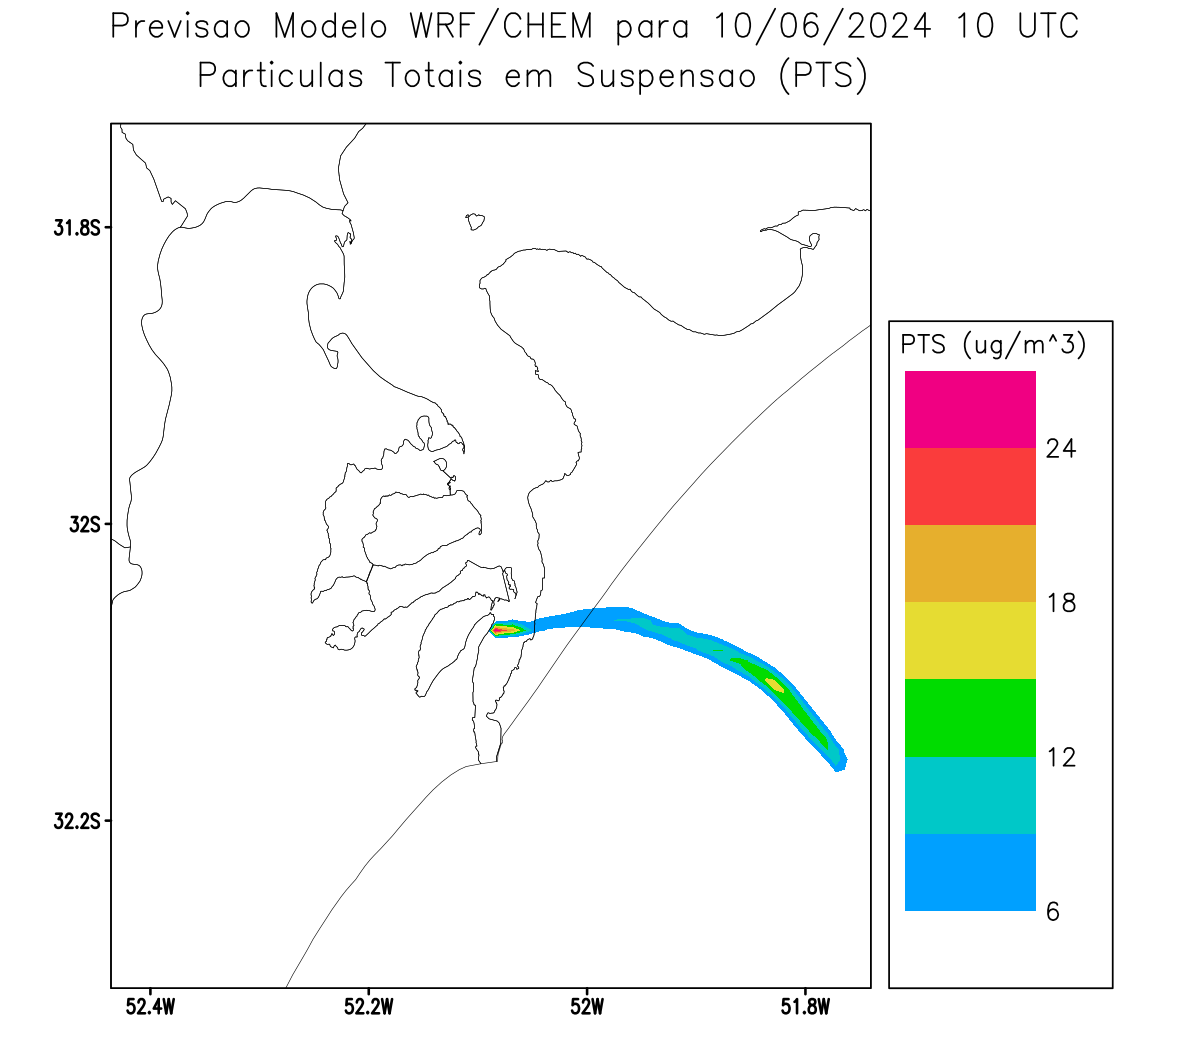 Previsao Modelo WRF/CHEM para 10/06/2024 10 UTC
Particulas Totais em Suspensao (PTS)
31.8S
32S
32.2S
52.4W
52.2W
52W
51.8W
PTS (ug/m^3)
24
18
12
6